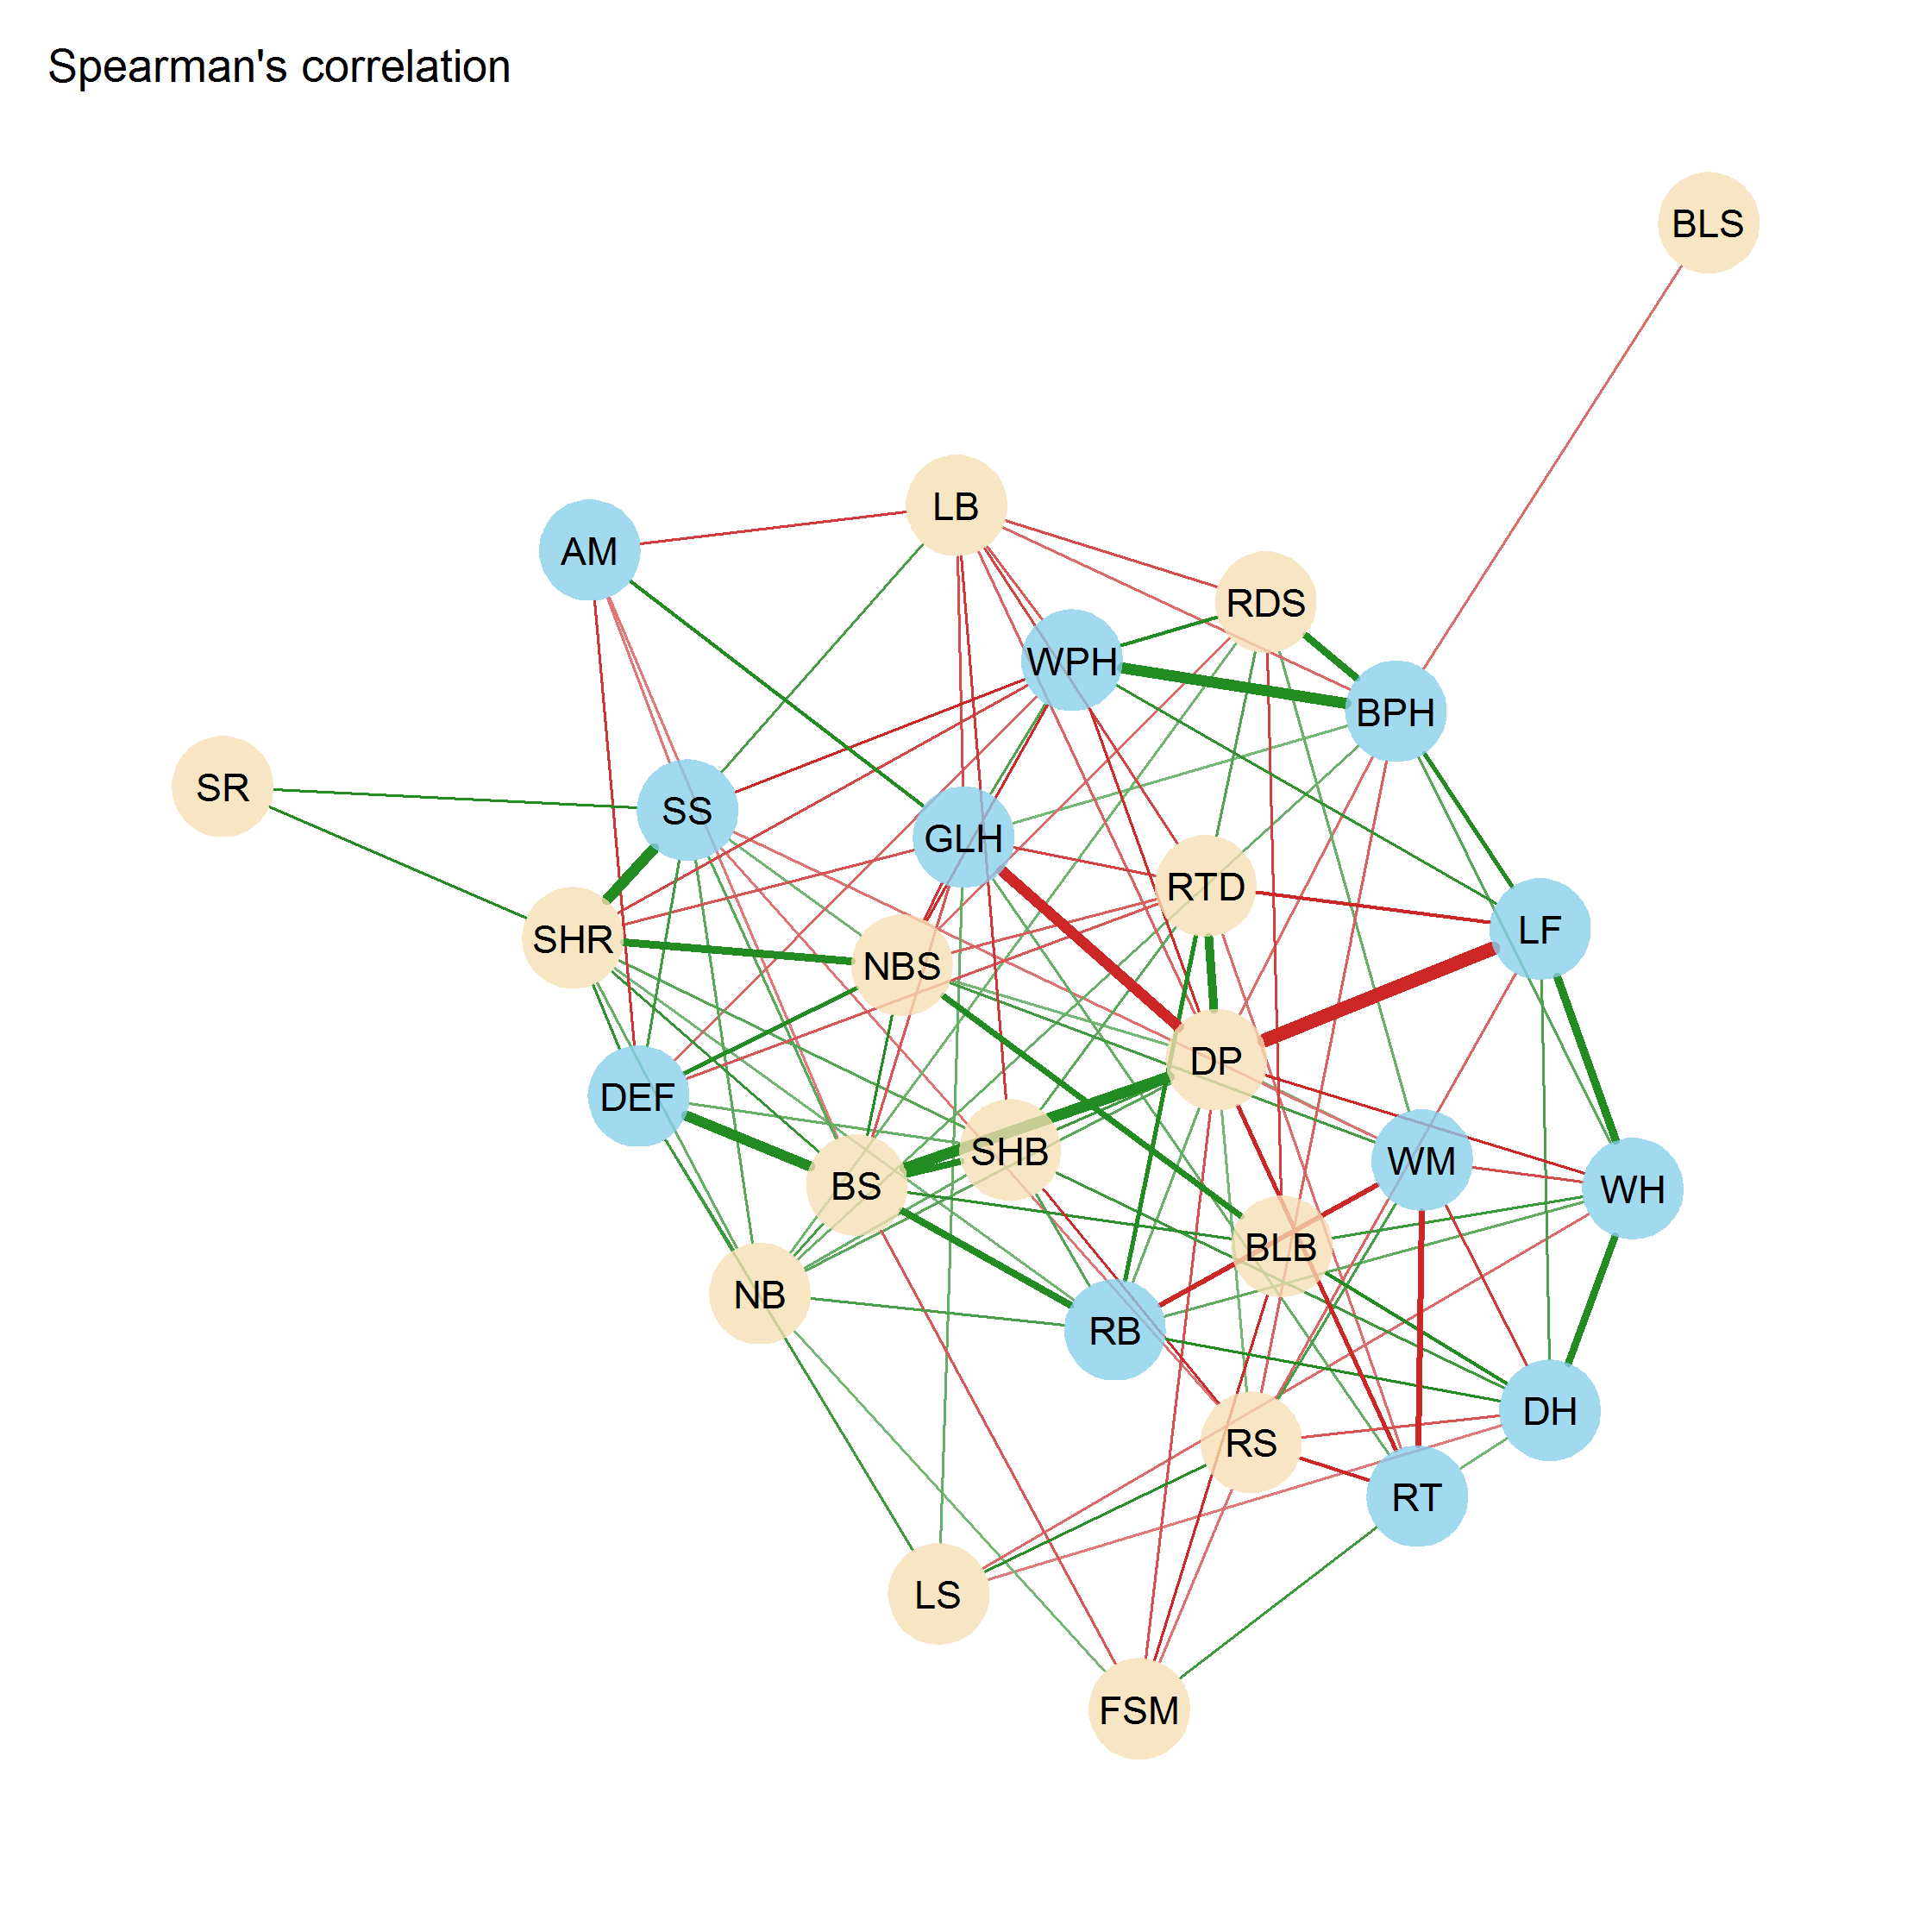 Spearman's correlation
BLS
LB
AM
RDS
WPH
BPH
SR
SS
GLH
RTD
LF
SHR
NBS
DP
DEF
SHB
WM
BS
WH
BLB
NB
RB
DH
RS
RT
LS
FSM